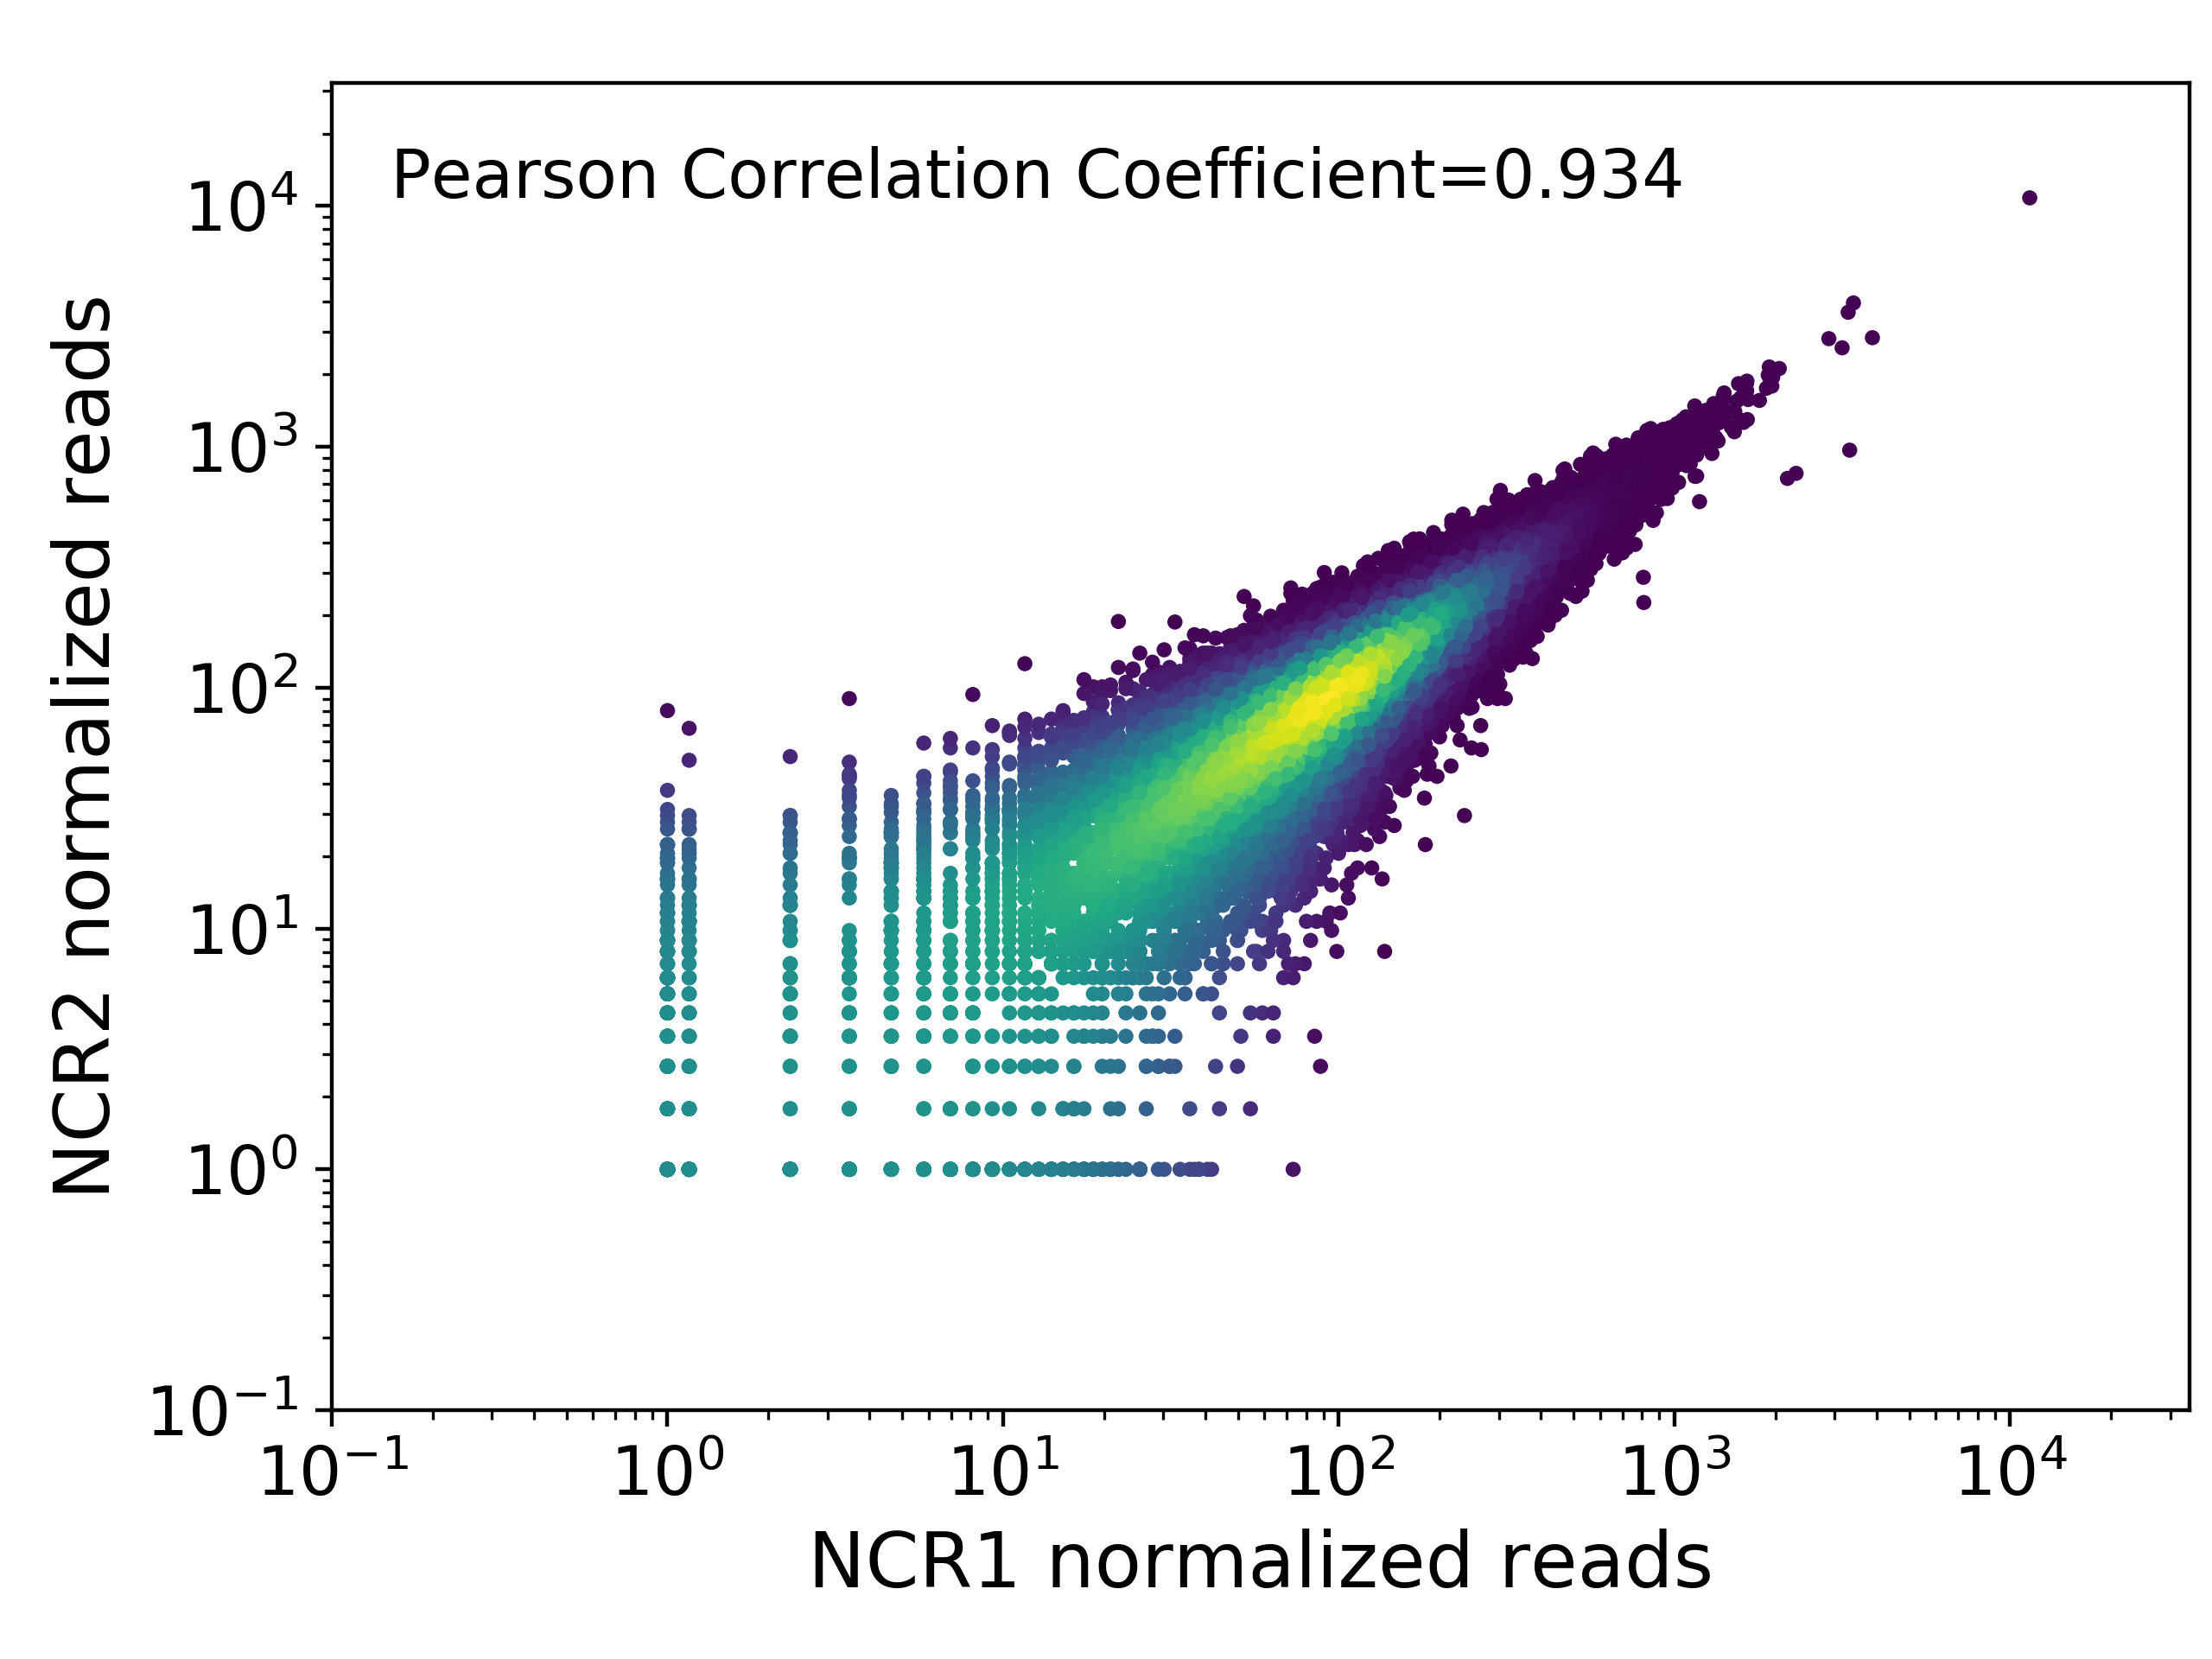 Pearson Correlation Coefficient=0.934
NCR2 normalized reads
10⁴
10³
10²
10¹
10⁰
10⁻¹
10⁻¹ 10⁰ 10¹ 10² 10³ 10⁴
NCR1 normalized reads